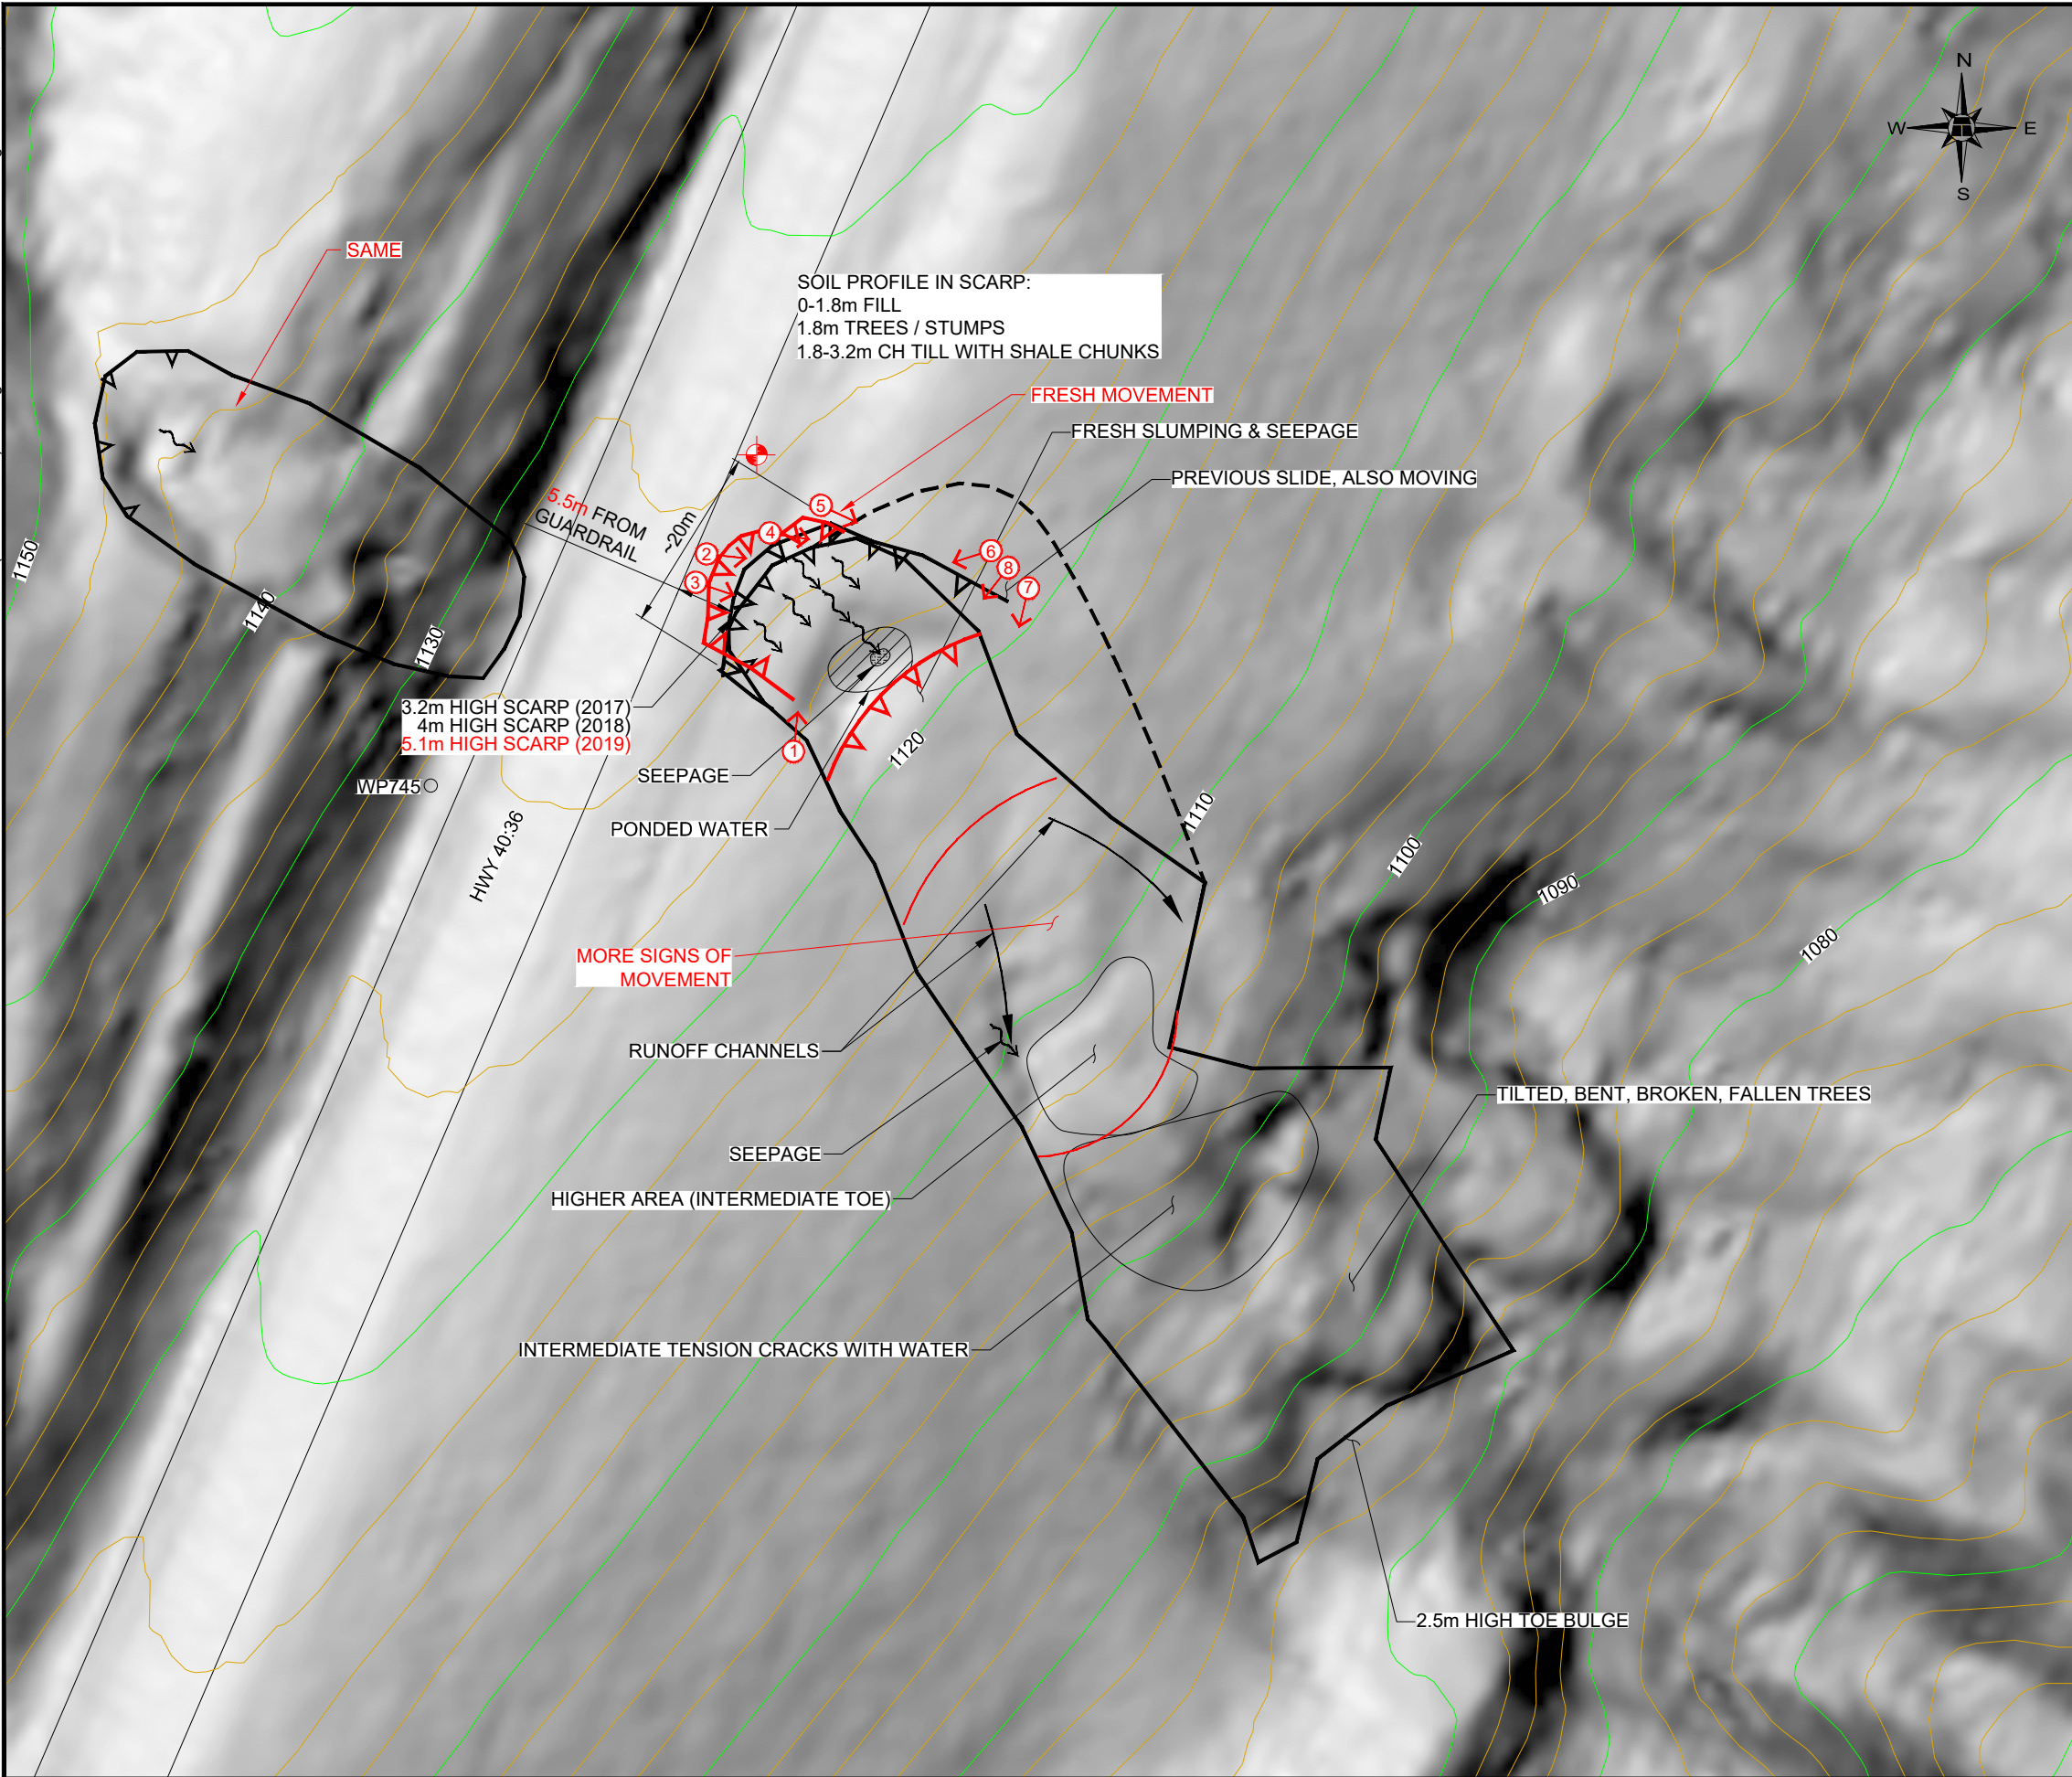 N
W
E
S
SAME
SOIL PROFILE IN SCARP:
0-1.8m FILL
1.8m TREES / STUMPS
1.8-3.2m CH TILL WITH SHALE CHUNKS
FRESH MOVEMENT
FRESH SLUMPING & SEEPAGE
PREVIOUS SLIDE, ALSO MOVING
5.5m FROM
GUARDRAIL
~20m
5
4
2
3
6
8
7
1
1150
1140
1130
3.2m HIGH SCARP (2017)
4m HIGH SCARP (2018)
5.1m HIGH SCARP (2019)
SEEPAGE
WP745
PONDED WATER
HWY 40:36
1120
1110
1100
1090
1080
MORE SIGNS OF
MOVEMENT
RUNOFF CHANNELS
TILTED, BENT, BROKEN, FALLEN TREES
SEEPAGE
HIGHER AREA (INTERMEDIATE TOE)
INTERMEDIATE TENSION CRACKS WITH WATER
2.5m HIGH TOE BULGE